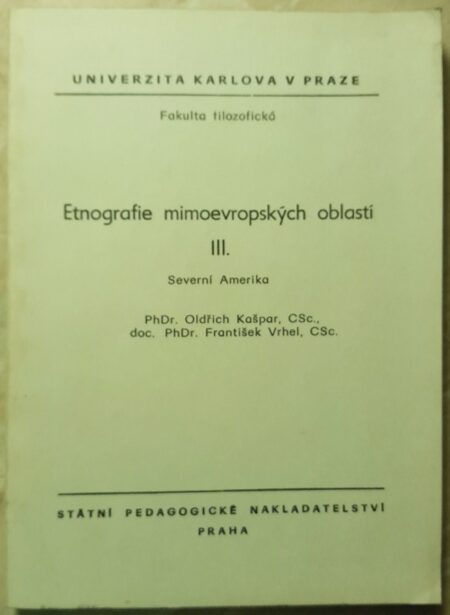 UNIVERZITA KARLOVA V PRAZE
Fakulta filozofická
Etnografie mimoevropských oblastí
III.
Severní Amerika
PhDr. Oldřich Kašpar, CSc.,
doc. PhDr. František Vrhel, CSc.
STÁTNÍ PEDAGOGICKÉ NAKLADATELSTVÍ
PRAHA